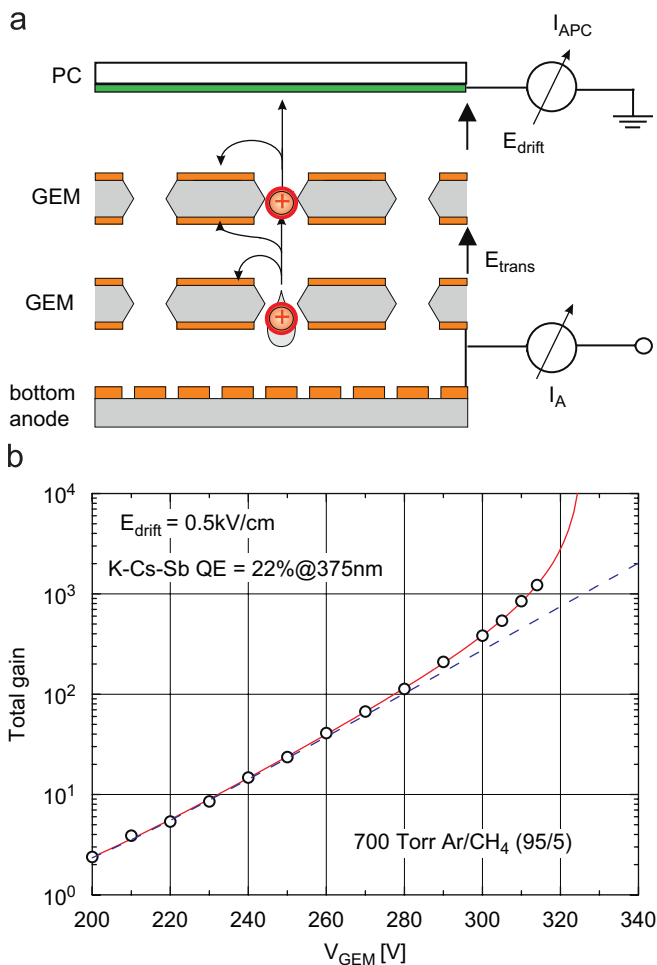 a
I_APC
PC
E_drift
GEM
E_trans
GEM
bottom
anode
I_A
b
10^4
E_drift = 0.5kV/cm
K-Cs-Sb QE = 22%@375nm
10^3
Total gain
10^2
10^1
700 Torr Ar/CH_4 (95/5)
10^0
200 220 240 260 280 300 320 340
V_GEM [V]